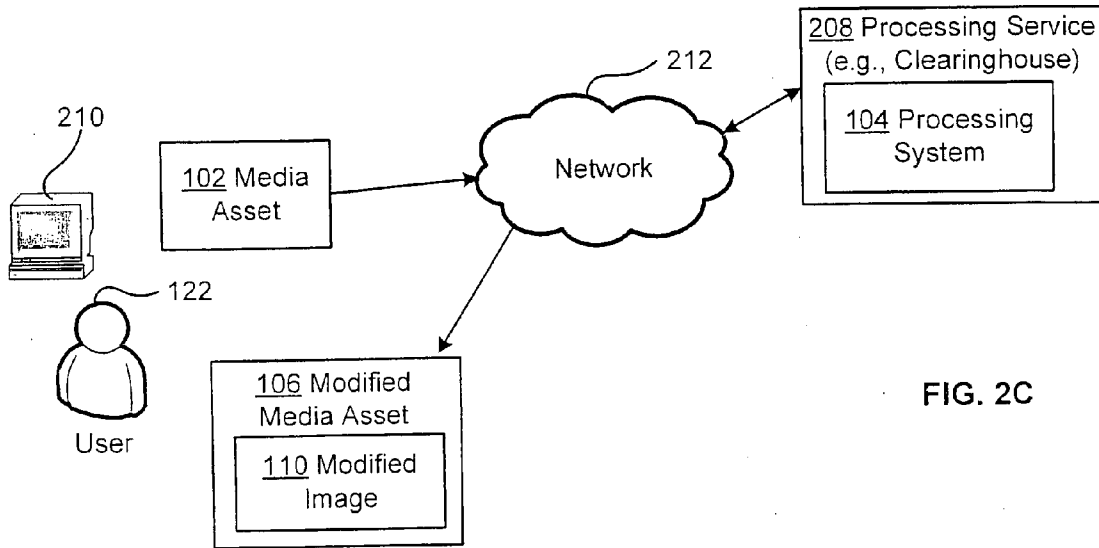 208 Processing Service
(e.g., Clearinghouse)
104 Processing
System
212
Network
210
102 Media
Asset
122
User
106 Modified
Media Asset
110 Modified
Image
FIG. 2C